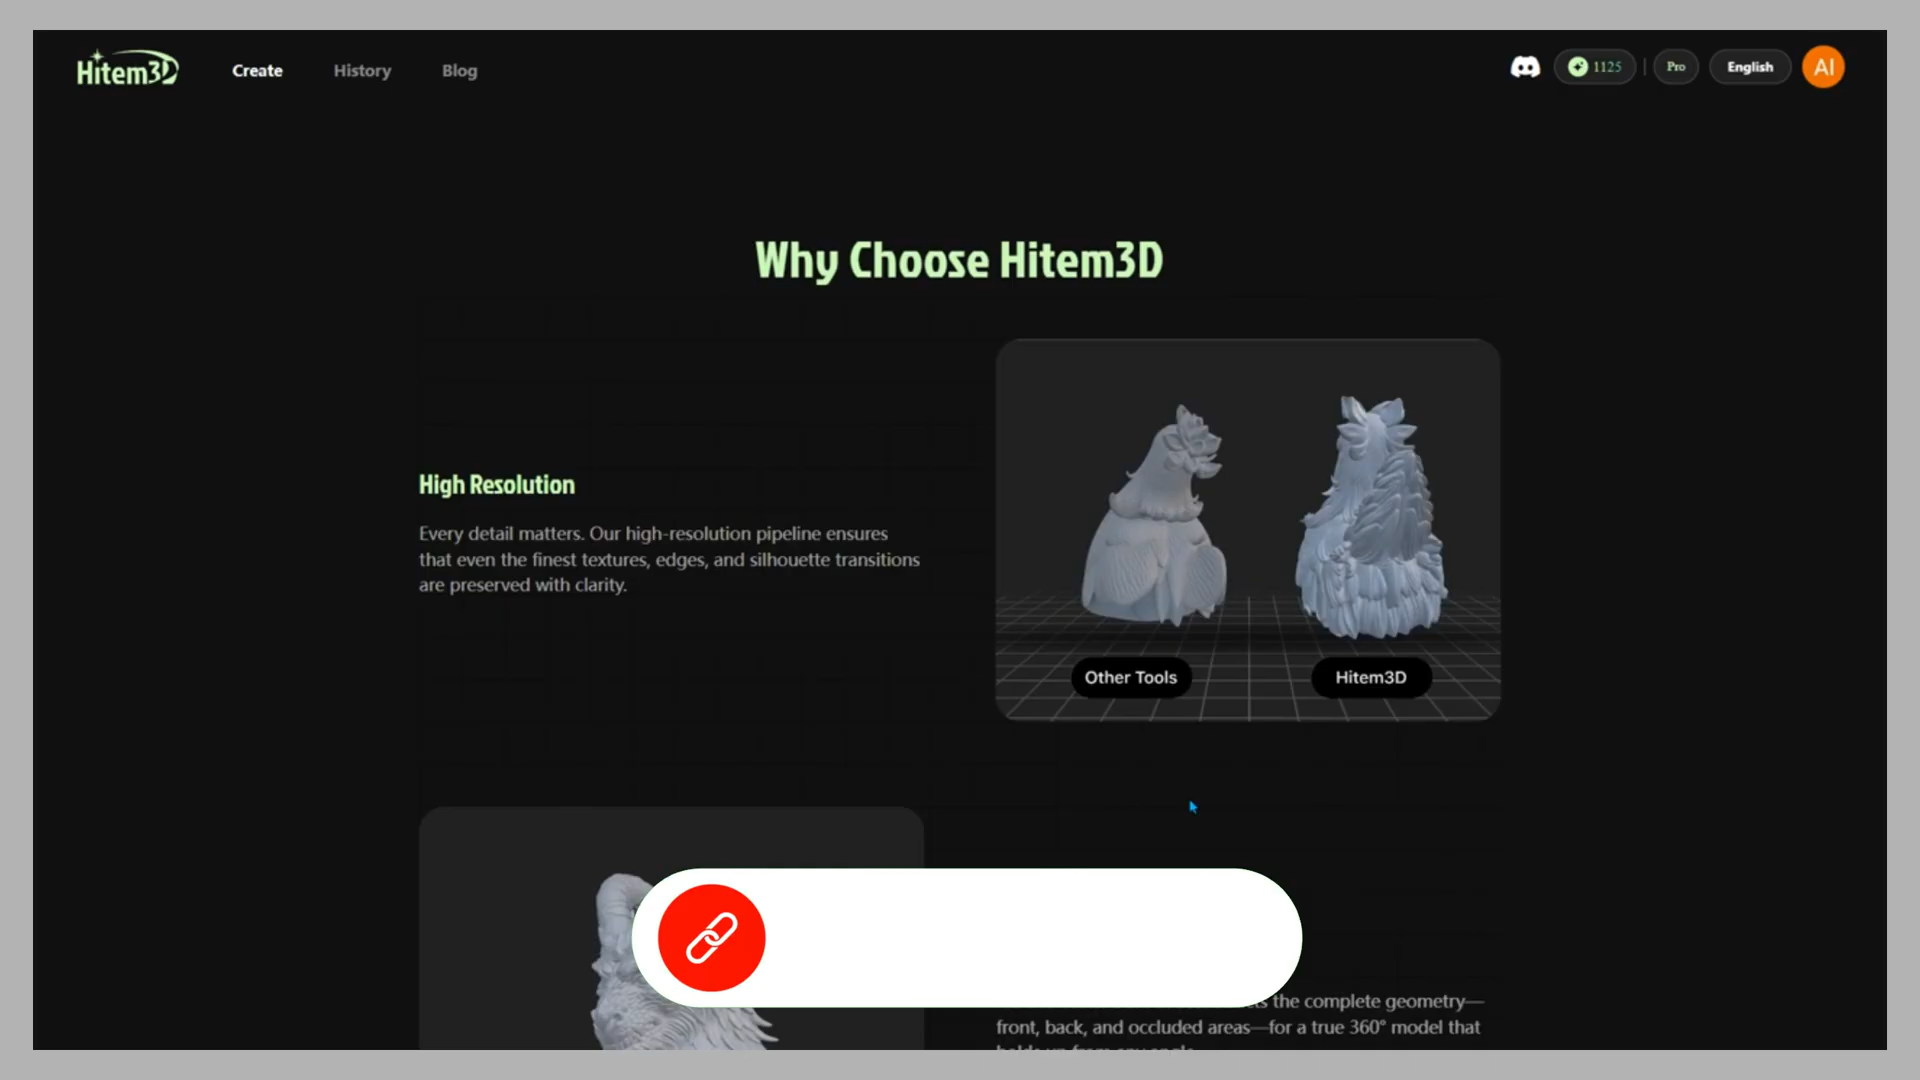 Hitem3D
Create
History
Blog
1125
Pro
English
AI
Why Choose Hitem3D
High Resolution
Every detail matters. Our high-resolution pipeline ensures
that even the finest textures, edges, and silhouette transitions
are preserved with clarity.
Other Tools
Hitem3D
the complete geometry—
front, back, and occluded areas—for a true 360° model that